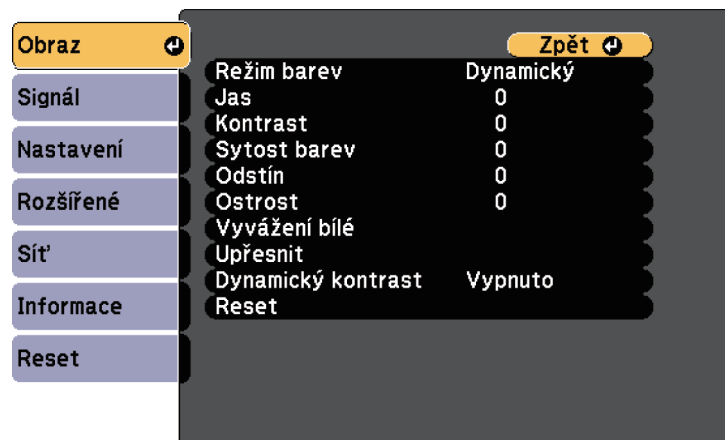 Obraz
Signál
Nastavení
Rozšířené
Síť
Informace
Reset
Zpět
Režim barev Dynamický
Jas 0
Kontrast 0
Sytost barev 0
Odstín 0
Ostrost 0
Vyvážení bílé
Upřesnit
Dynamický kontrast Vypnuto
Reset